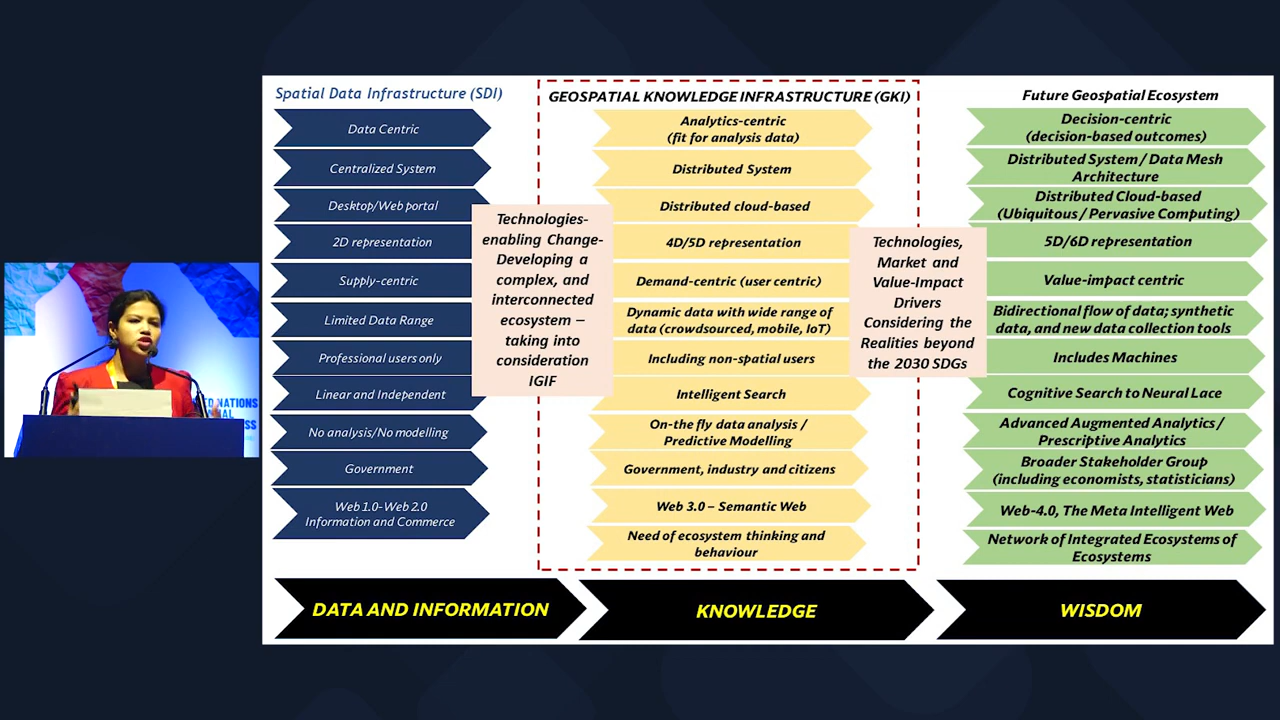 Spatial Data Infrastructure (SDI)
Data Centric
Centralized System
Desktop/Web portal
2D representation
Supply-centric
Limited Data Range
Professional users only
Linear and Independent
No analysis/No modelling
Government
Web 1.0-Web 2.0
Information and Commerce
Technologies-
enabling Change-
Developing a
complex, and
interconnected
ecosystem –
taking into
consideration
IGIF
GEOSPATIAL KNOWLEDGE INFRASTRUCTURE (GKI)
Analytics-centric
(fit for analysis data)
Distributed System
Distributed cloud-based
4D/5D representation
Demand-centric (user centric)
Dynamic data with wide range of
data (crowdsourced, mobile, IoT)
Including non-spatial users
Intelligent Search
On-the fly data analysis /
Predictive Modelling
Government, industry and citizens
Web 3.0 – Semantic Web
Need of ecosystem thinking and
behaviour
Technologies,
Market and
Value-Impact
Drivers
Considering the
Realities beyond
the 2030 SDGs
Future Geospatial Ecosystem
Decision-centric
(decision-based outcomes)
Distributed System / Data Mesh
Architecture
Distributed Cloud-based
(Ubiquitous / Pervasive Computing)
5D/6D representation
Value-impact centric
Bidirectional flow of data; synthetic
data, and new data collection tools
Includes Machines
Cognitive Search to Neural Lace
Advanced Augmented Analytics /
Prescriptive Analytics
Broader Stakeholder Group
(including economists, statisticians)
Web-4.0, The Meta Intelligent Web
Network of Integrated Ecosystems of
Ecosystems
DATA AND INFORMATION
KNOWLEDGE
WISDOM
NATIONS